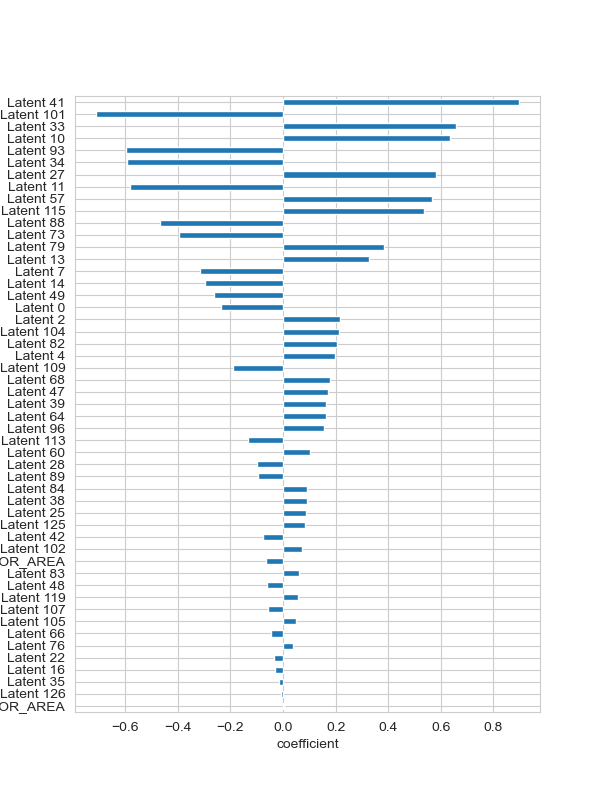 Latent 41
Latent 101
Latent 33
Latent 10
Latent 93
Latent 34
Latent 27
Latent 11
Latent 57
Latent 115
Latent 88
Latent 73
Latent 79
Latent 13
Latent 7
Latent 14
Latent 49
Latent 0
Latent 2
Latent 104
Latent 82
Latent 4
Latent 109
Latent 68
Latent 47
Latent 39
Latent 64
Latent 96
Latent 113
Latent 60
Latent 28
Latent 89
Latent 84
Latent 38
Latent 25
Latent 125
Latent 42
Latent 102
OR_AREA
Latent 83
Latent 48
Latent 119
Latent 107
Latent 105
Latent 66
Latent 76
Latent 22
Latent 16
Latent 35
Latent 126
OR_AREA
−0.6 −0.4 −0.2 0.0 0.2 0.4 0.6 0.8
coefficient